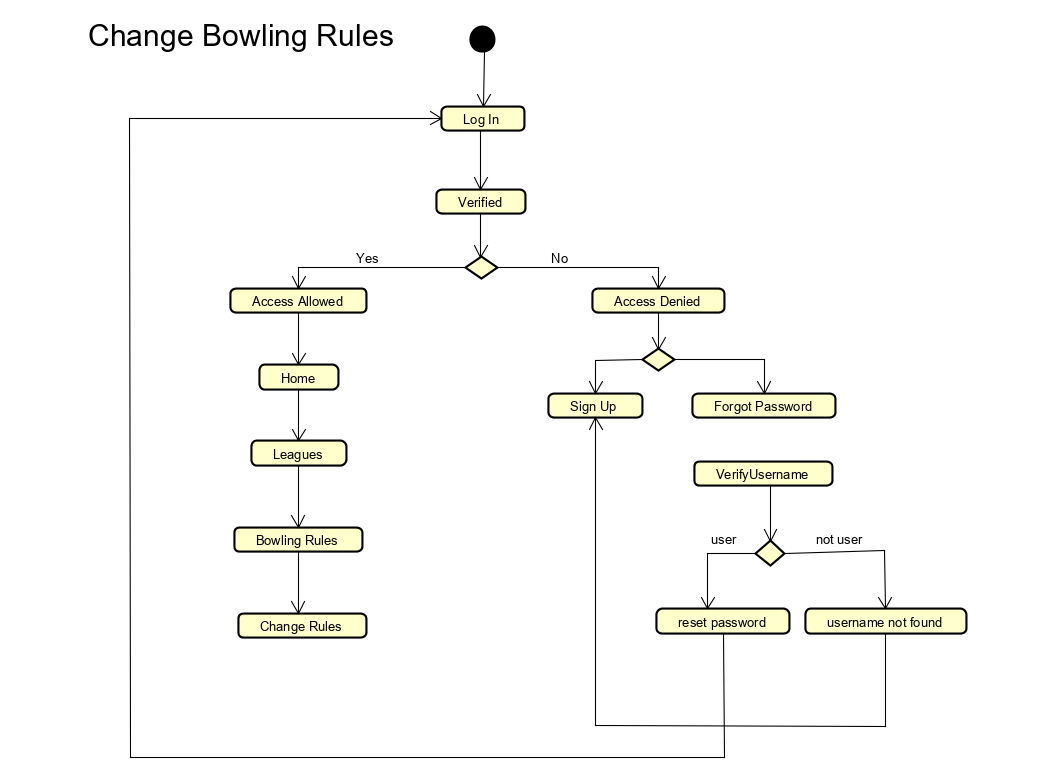 Change Bowling Rules
Log In
Verified
Yes
No
Access Allowed
Access Denied
Home
Sign Up
Forgot Password
Leagues
VerifyUsername
Bowling Rules
user
not user
Change Rules
reset password
username not found